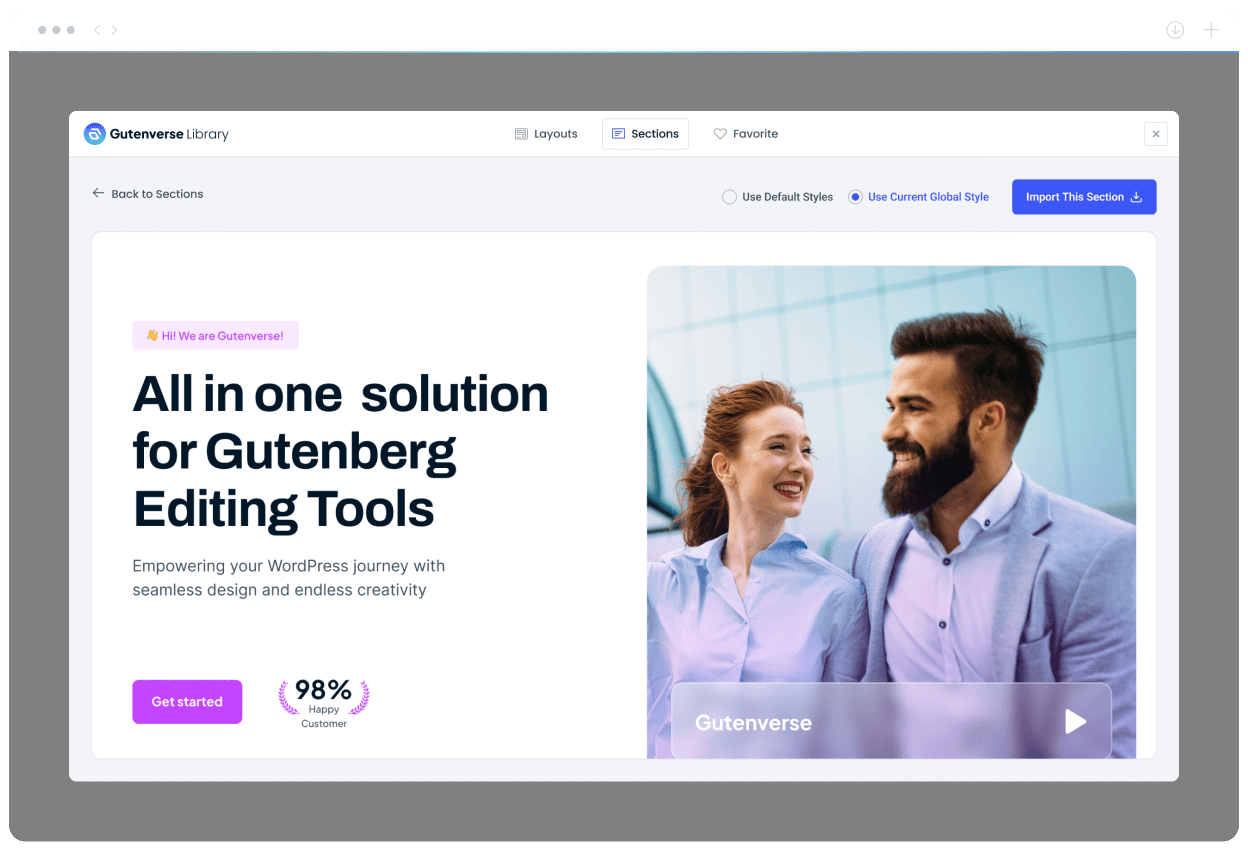 Gutenverse Library
Layouts
Sections
Favorite
Back to Sections
Use Default Styles
Use Current Global Style
Import This Section
👋 Hi! We are Gutenverse!
All in one solution
for Gutenberg
Editing Tools
Empowering your WordPress journey with
seamless design and endless creativity
Get started
98%
Happy
Customer
Gutenverse